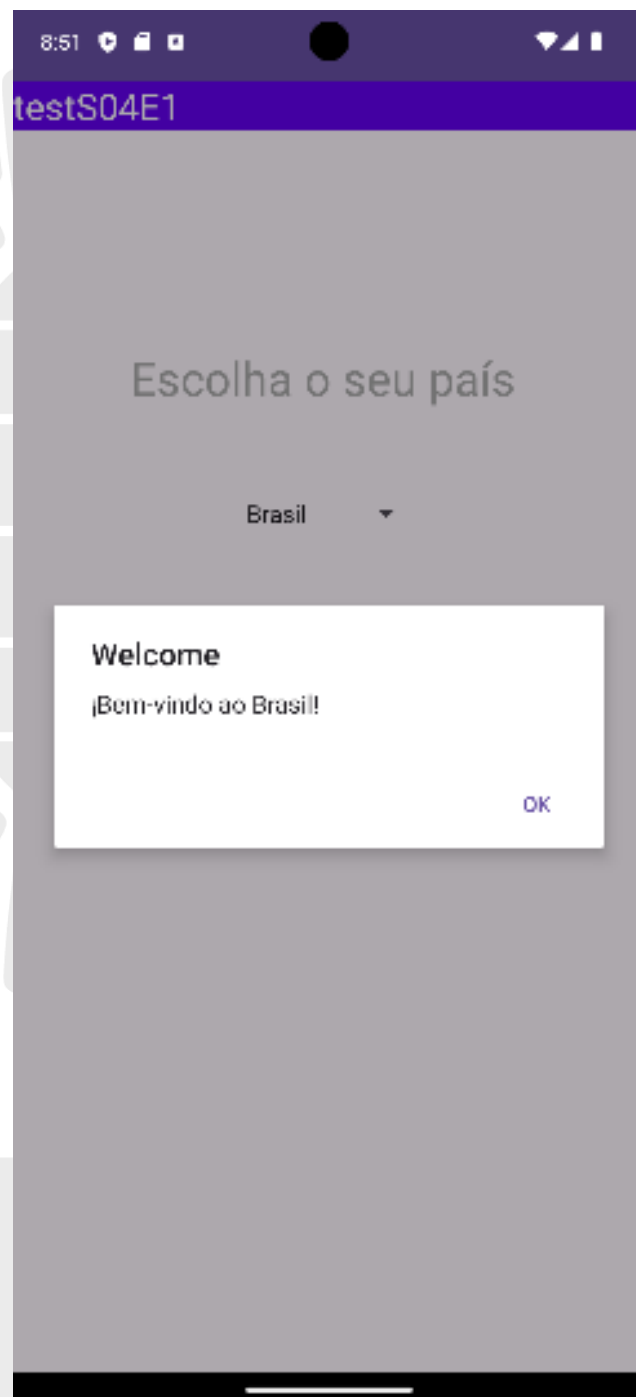 8:51
testS04E1
Escolha o seu país
Brasil
Welcome
¡Bem-vindo ao Brasil!
OK